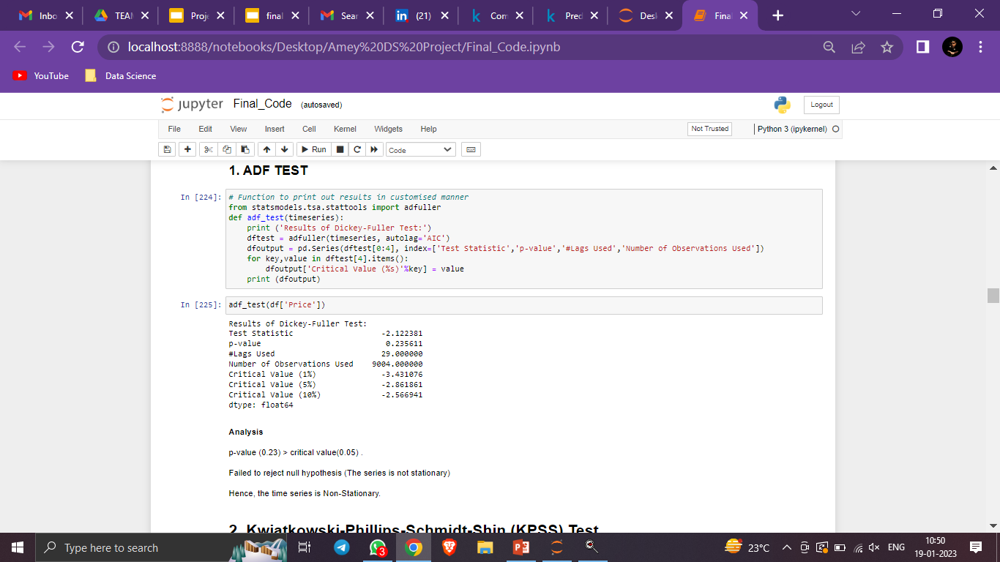 Inbo
TEAM
Proje
final
Sear
in (21)
k Com
k Pred
Desk
Final
localhost:8888/notebooks/Desktop/Amey%20DS%20Project/Final_Code.ipynb
YouTube Data Science
jupyter Final_Code (autosaved) Logout
File Edit View Insert Cell Kernel Widgets Help Not Trusted Python 3 (ipykernel)
Run Code
1. ADF TEST
In [224]: # Function to print out results in customised manner
from statsmodels.tsa.stattools import adfuller
def adf_test(timeseries):
print ('Results of Dickey-Fuller Test:')
dftest = adfuller(timeseries, autolag='AIC')
dfoutput = pd.Series(dftest[0:4], index=['Test Statistic','p-value','#Lags Used','Number of Observations Used'])
for key,value in dftest[4].items():
dfoutput['Critical Value (%s)'%key] = value
print (dfoutput)
In [225]: adf_test(df['Price'])
Results of Dickey-Fuller Test:
Test Statistic -2.122381
p-value 0.235611
#Lags Used 29.000000
Number of Observations Used 9004.000000
Critical Value (1%) -3.431076
Critical Value (5%) -2.861861
Critical Value (10%) -2.566941
dtype: float64
Analysis
p-value (0.23) > critical value(0.05) .
Failed to reject null hypothesis (The series is not stationary)
Hence, the time series is Non-Stationary.
2. Kwiatkowski-Phillips-Schmidt-Shin (KPSS) Test
Type here to search 3 23°C ENG 10:50
19-01-2023